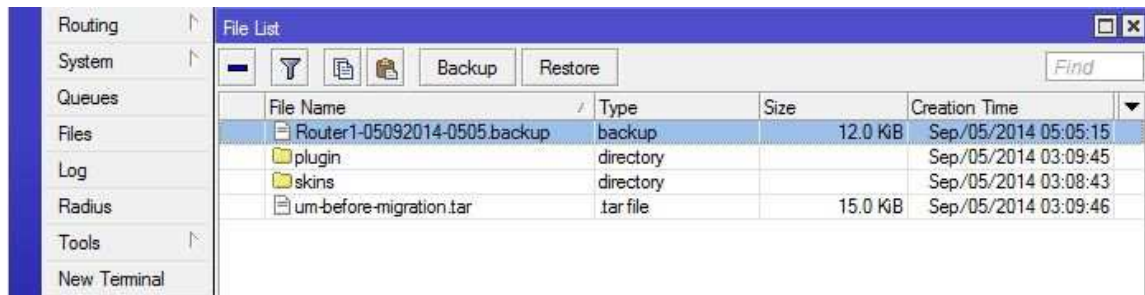 Routing
System
Queues
Files
Log
Radius
Tools
New Terminal
File List
Backup Restore Find
File Name / Type Size Creation Time
Router1-05092014-0505.backup backup 12.0 KiB Sep/05/2014 05:05:15
plugin directory Sep/05/2014 03:09:45
skins directory Sep/05/2014 03:08:43
um-before-migration.tar .tar file 15.0 KiB Sep/05/2014 03:09:46